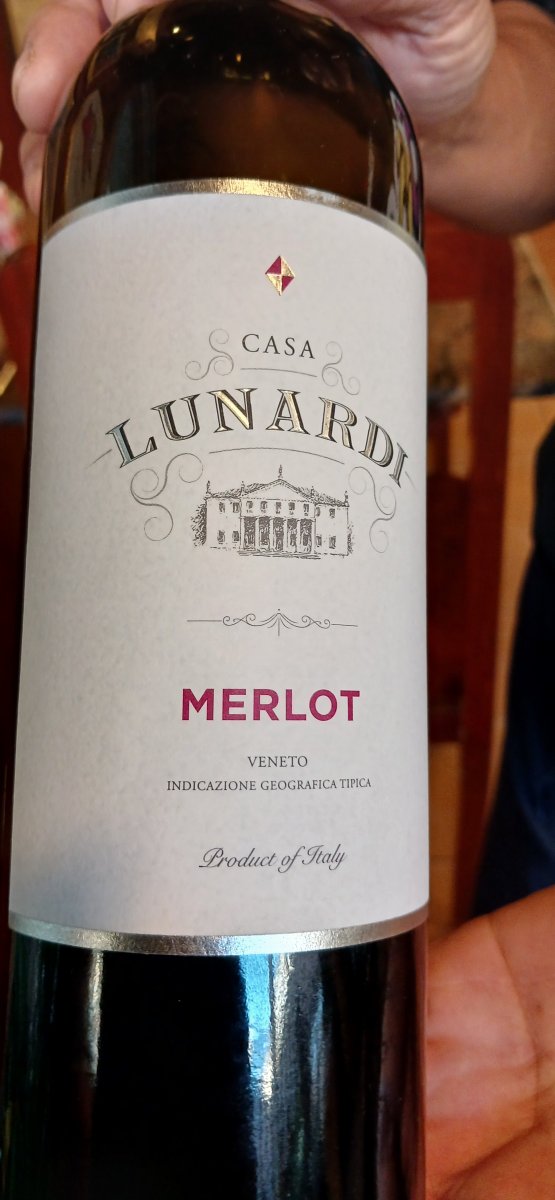 CASA
LUNARDI
MERLOT
VENETO
INDICAZIONE GEOGRAFICA TIPICA
Product of Italy